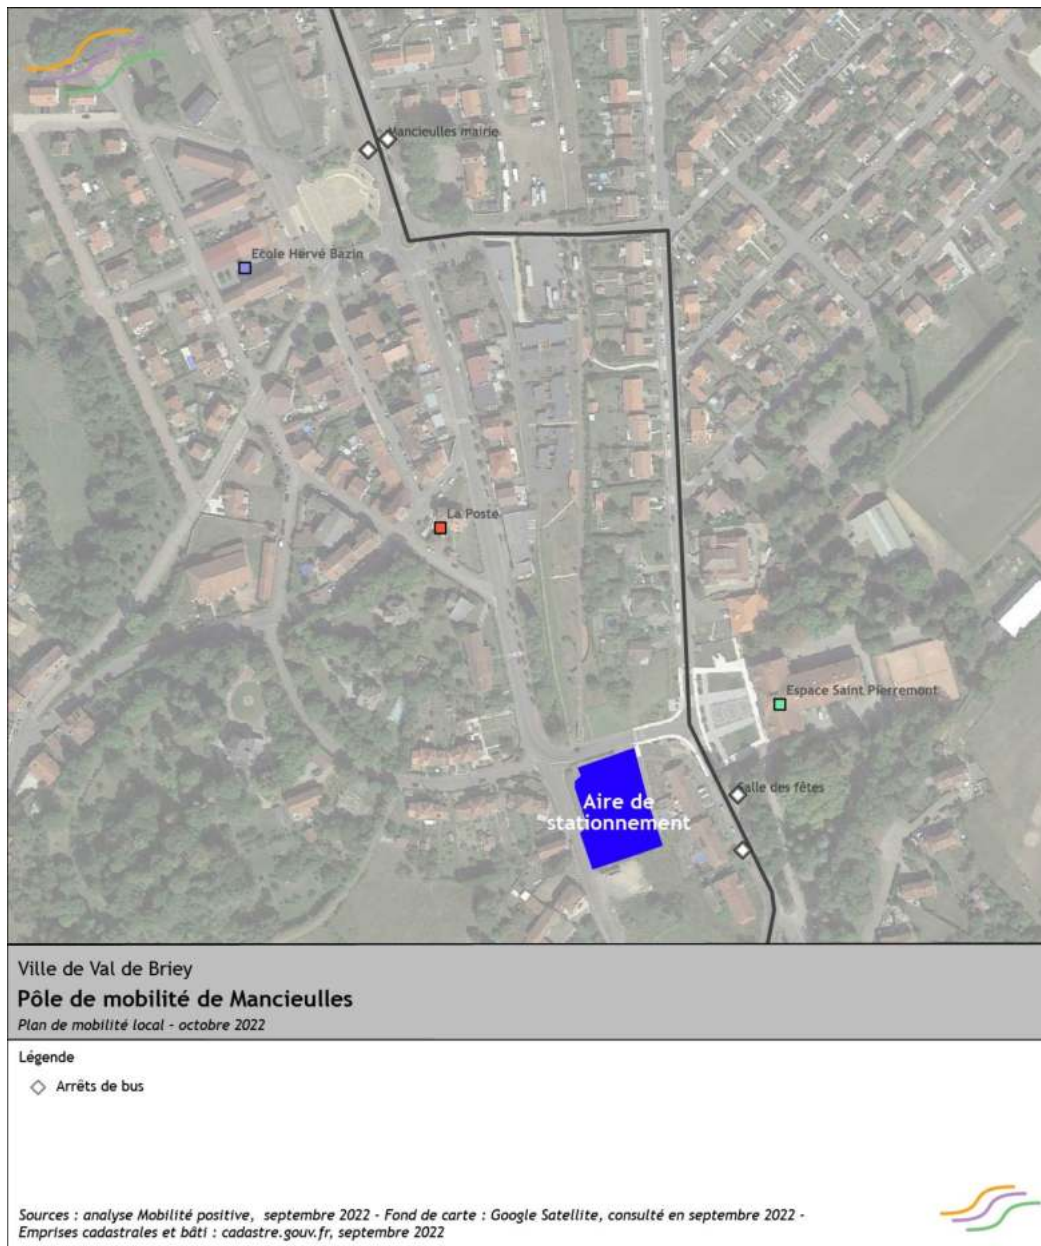 Mancieulles mairie
Ecole Hervé Bazin
La Poste
Espace Saint Pierremont
Salle des fêtes
Aire de
stationnement
Ville de Val de Briey
Pôle de mobilité de Mancieulles
Plan de mobilité local - octobre 2022
Légende
Arrêts de bus
Sources : analyse Mobilité positive, septembre 2022 - Fond de carte : Google Satellite, consulté en septembre 2022 -
Emprises cadastrales et bâti : cadastre.gouv.fr, septembre 2022